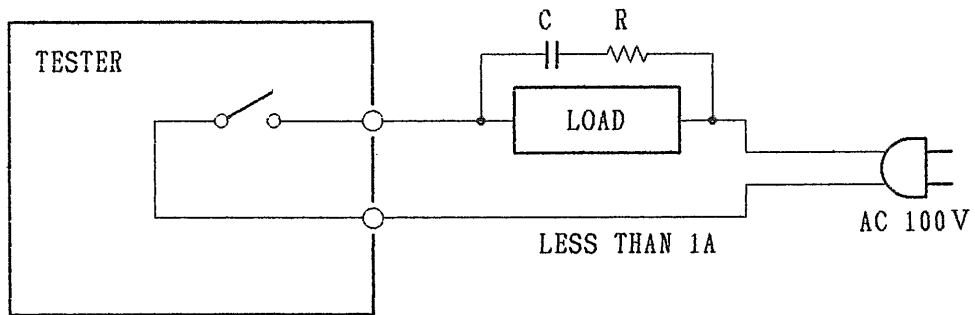 C R
TESTER
LOAD
AC 100V
LESS THAN 1A